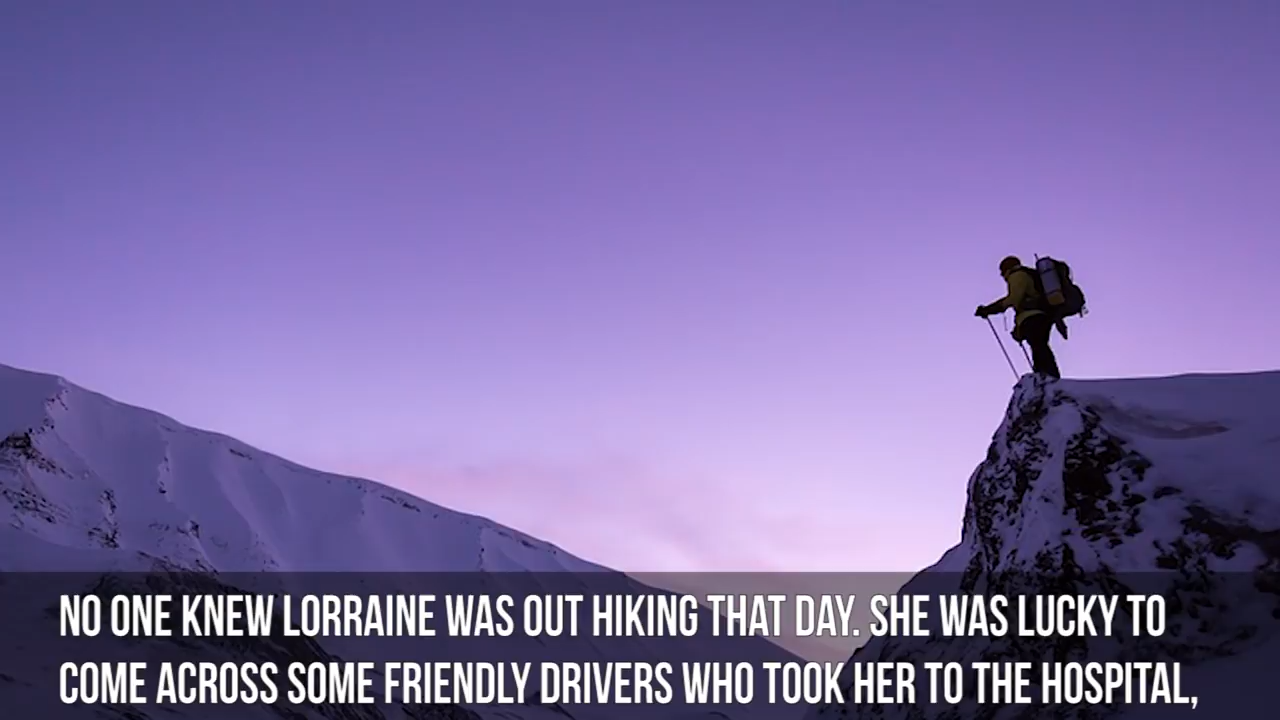 NO ONE KNEW LORRAINE WAS OUT HIKING THAT DAY. SHE WAS LUCKY TO
COME ACROSS SOME FRIENDLY DRIVERS WHO TOOK HER TO THE HOSPITAL,